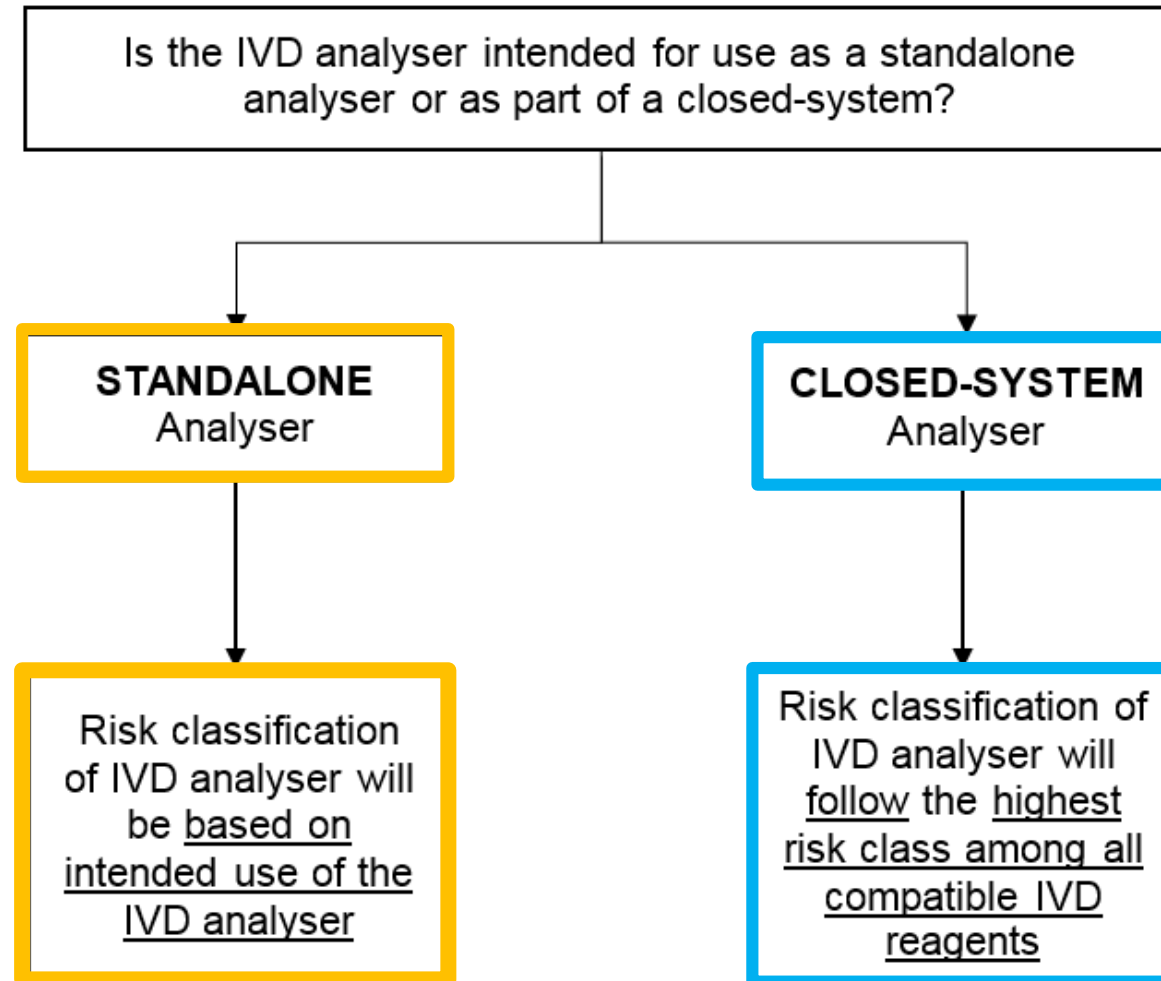 Is the IVD analyser intended for use as a standalone
analyser or as part of a closed-system?
STANDALONE
Analyser
CLOSED-SYSTEM
Analyser
Risk classification
of IVD analyser will
be based on
intended use of the
IVD analyser
Risk classification of
IVD analyser will
follow the highest
risk class among all
compatible IVD
reagents